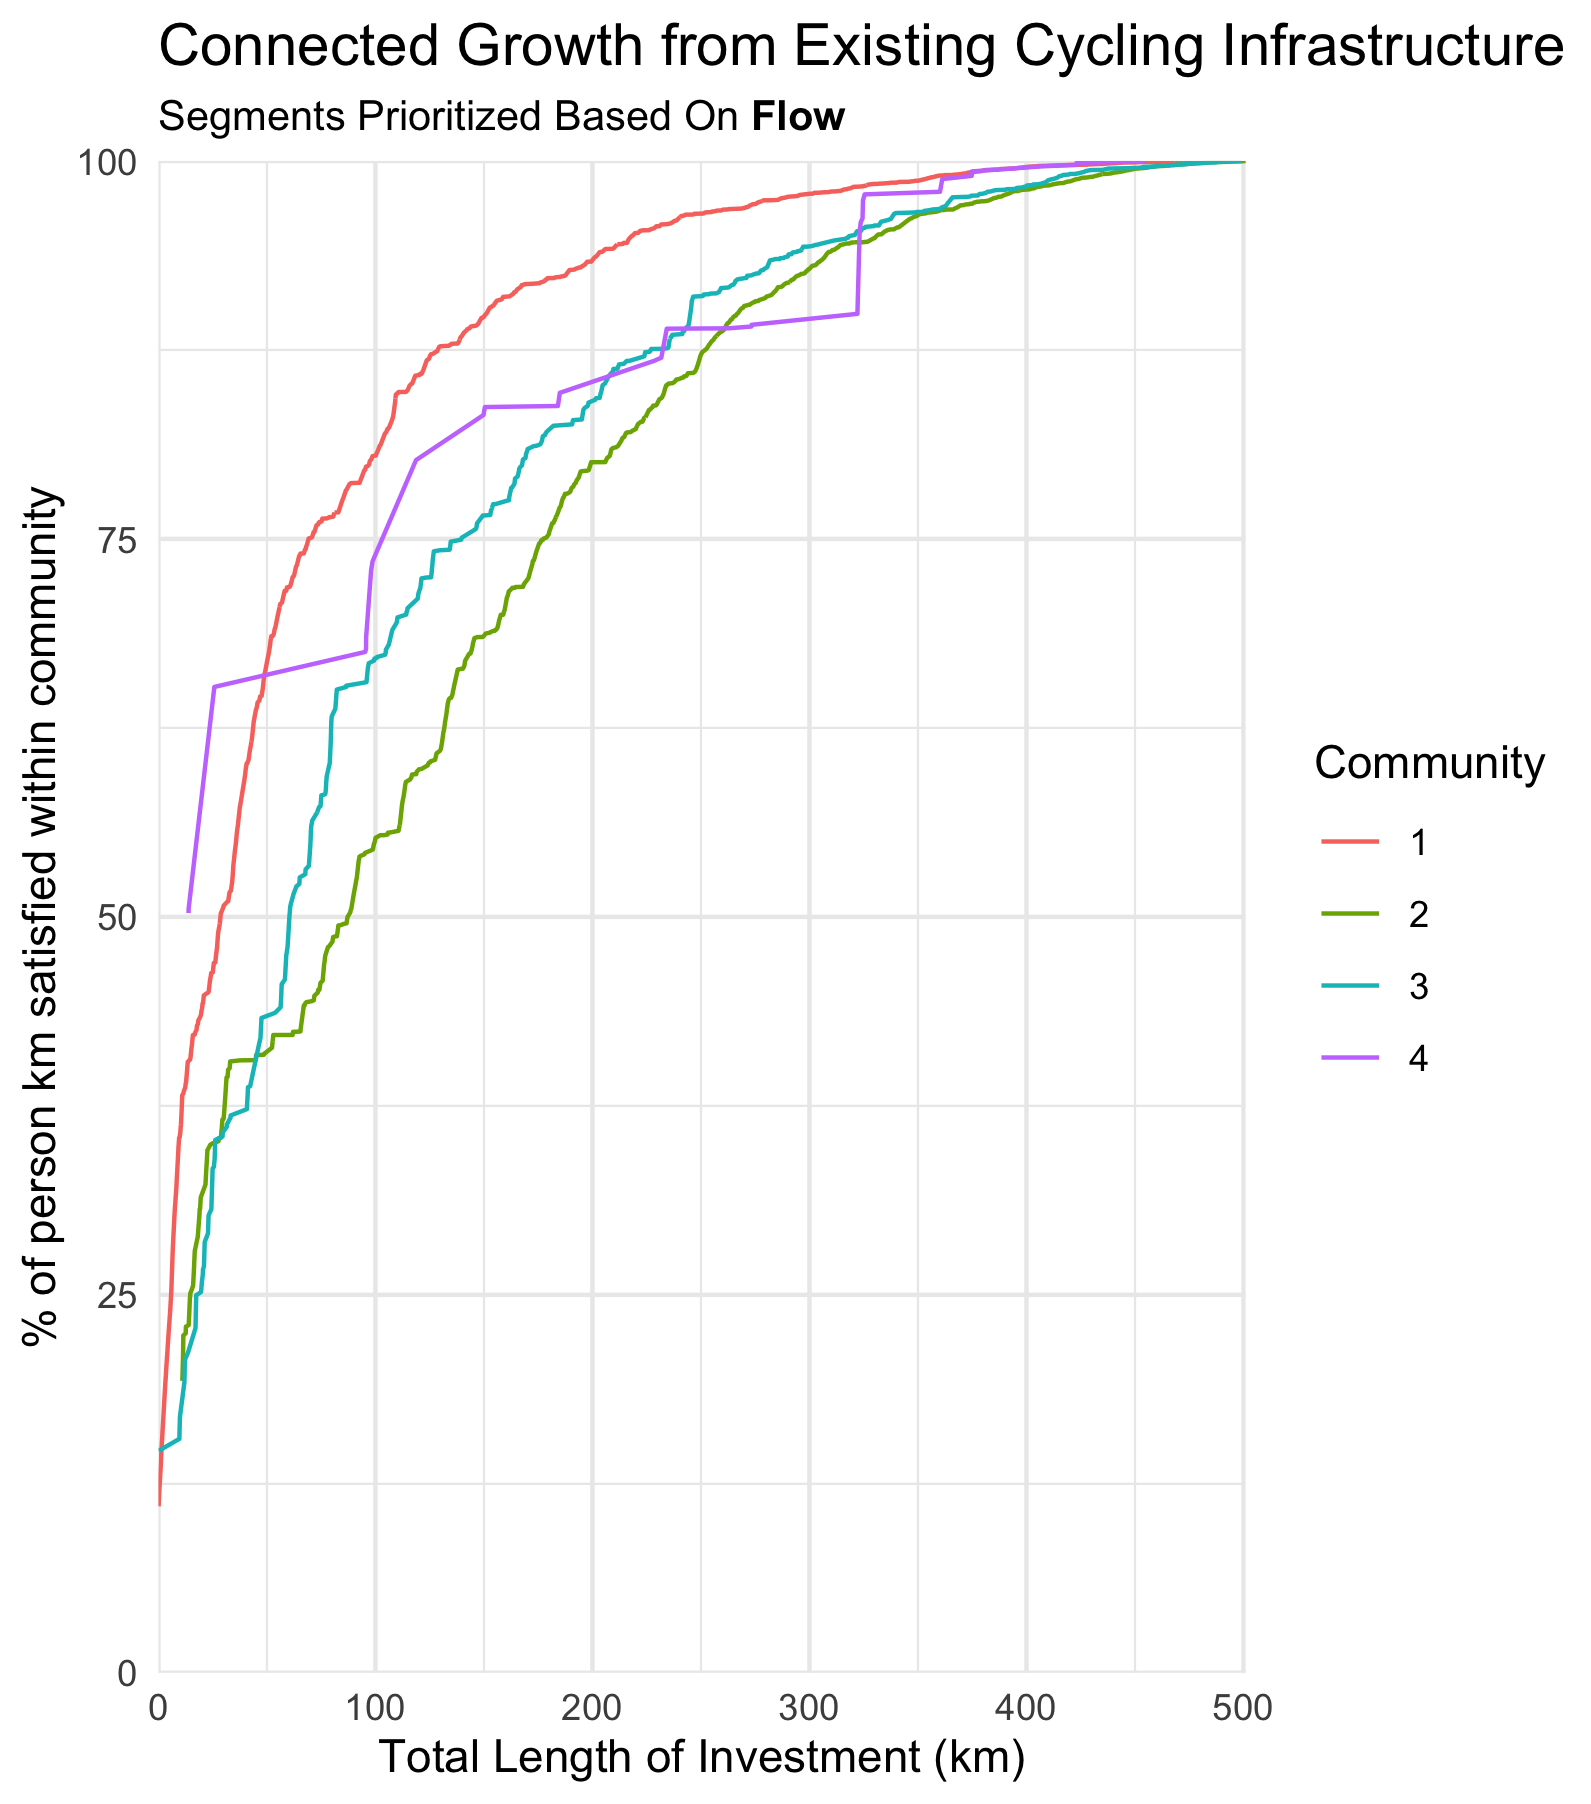 Connected Growth from Existing Cycling Infrastructure
Segments Prioritized Based On Flow
% of person km satisfied within community
100
75
50
25
0
0 100 200 300 400 500
Total Length of Investment (km)
Community
1
2
3
4